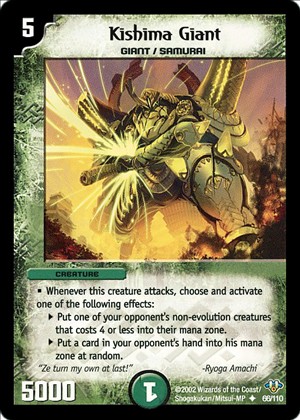 5
Kishima Giant
GIANT / SAMURAI
CREATURE
▪ Whenever this creature attacks, choose and activate
one of the following effects:
▸ Put one of your opponent's non-evolution creatures
that costs 4 or less into their mana zone.
▸ Put a card in your opponent's hand into his mana
zone at random.
"Ze turn my own at last!" -Ryoga Amachi
5000
1
©2002 Wizards of the Coast/
Shogakukan/Mitsui-MP ♦ 66/110